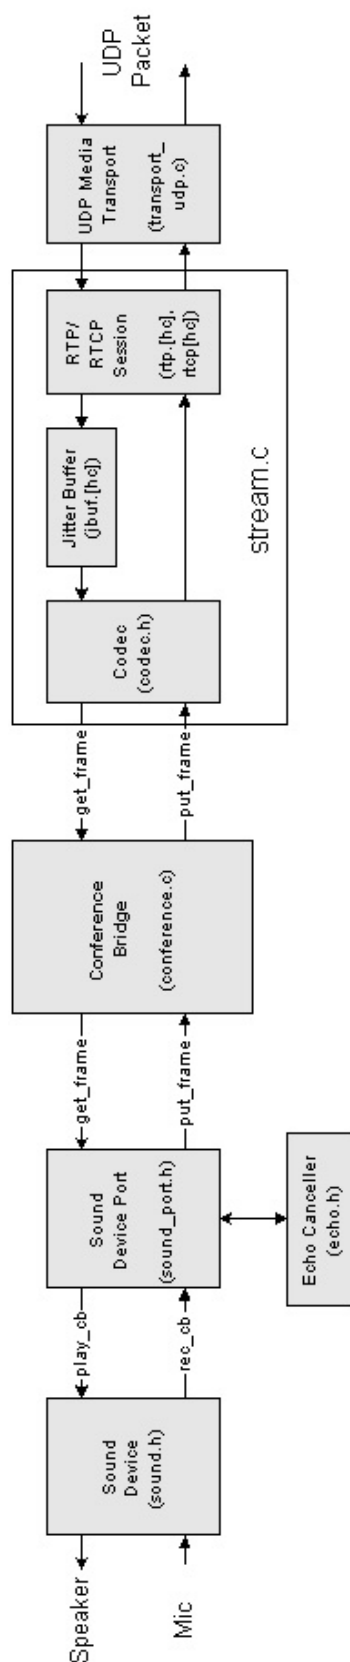 Speaker
Mic
Sound
Device
(sound.h)
play_cb
rec_cb
Sound
Device Port
(sound_port.h)
Echo Canceller
(echo.h)
get_frame
put_frame
Conference
Bridge
(conference.c)
get_frame
put_frame
Codec
(codec.h)
Jitter Buffer
(jbuf.[hc])
RTP/
RTCP
Session
(rtp.[hc],
rtcp[hc])
stream.c
UDP Media
Transport
(transport_
udp.c)
UDP
Packet